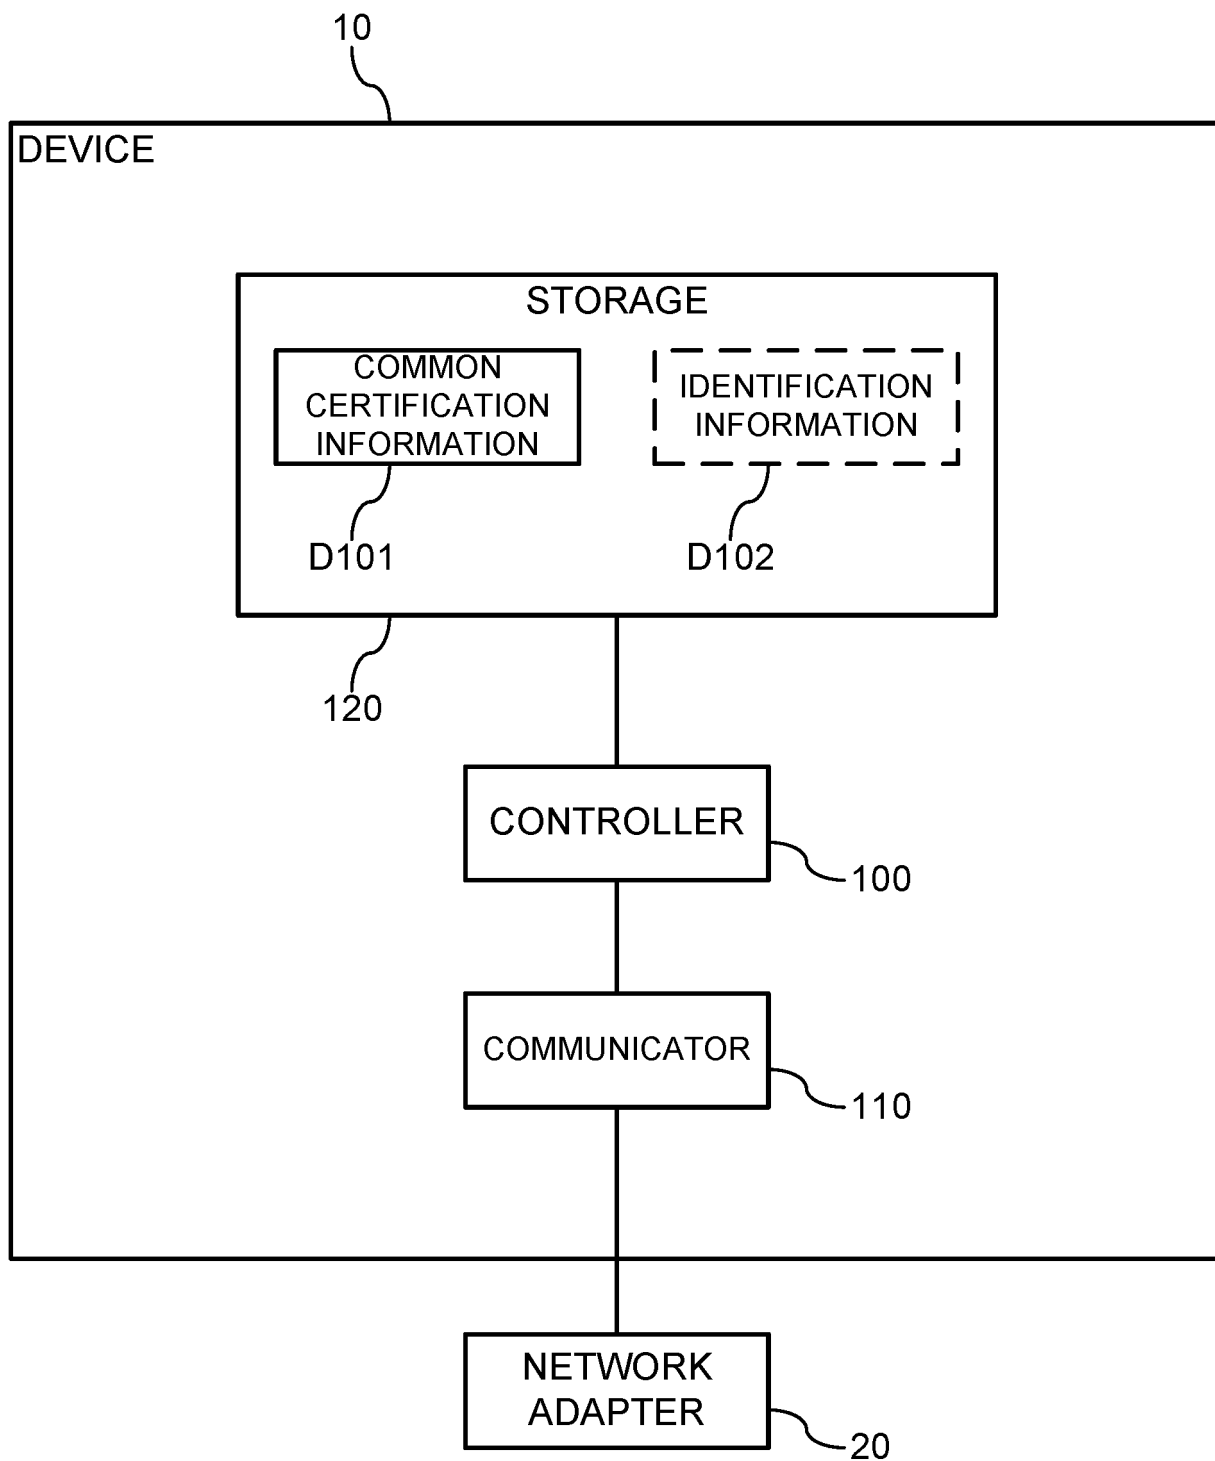 10
DEVICE
STORAGE
COMMON
CERTIFICATION
INFORMATION
IDENTIFICATION
INFORMATION
D101
D102
120
CONTROLLER
100
COMMUNICATOR
110
NETWORK
ADAPTER
20